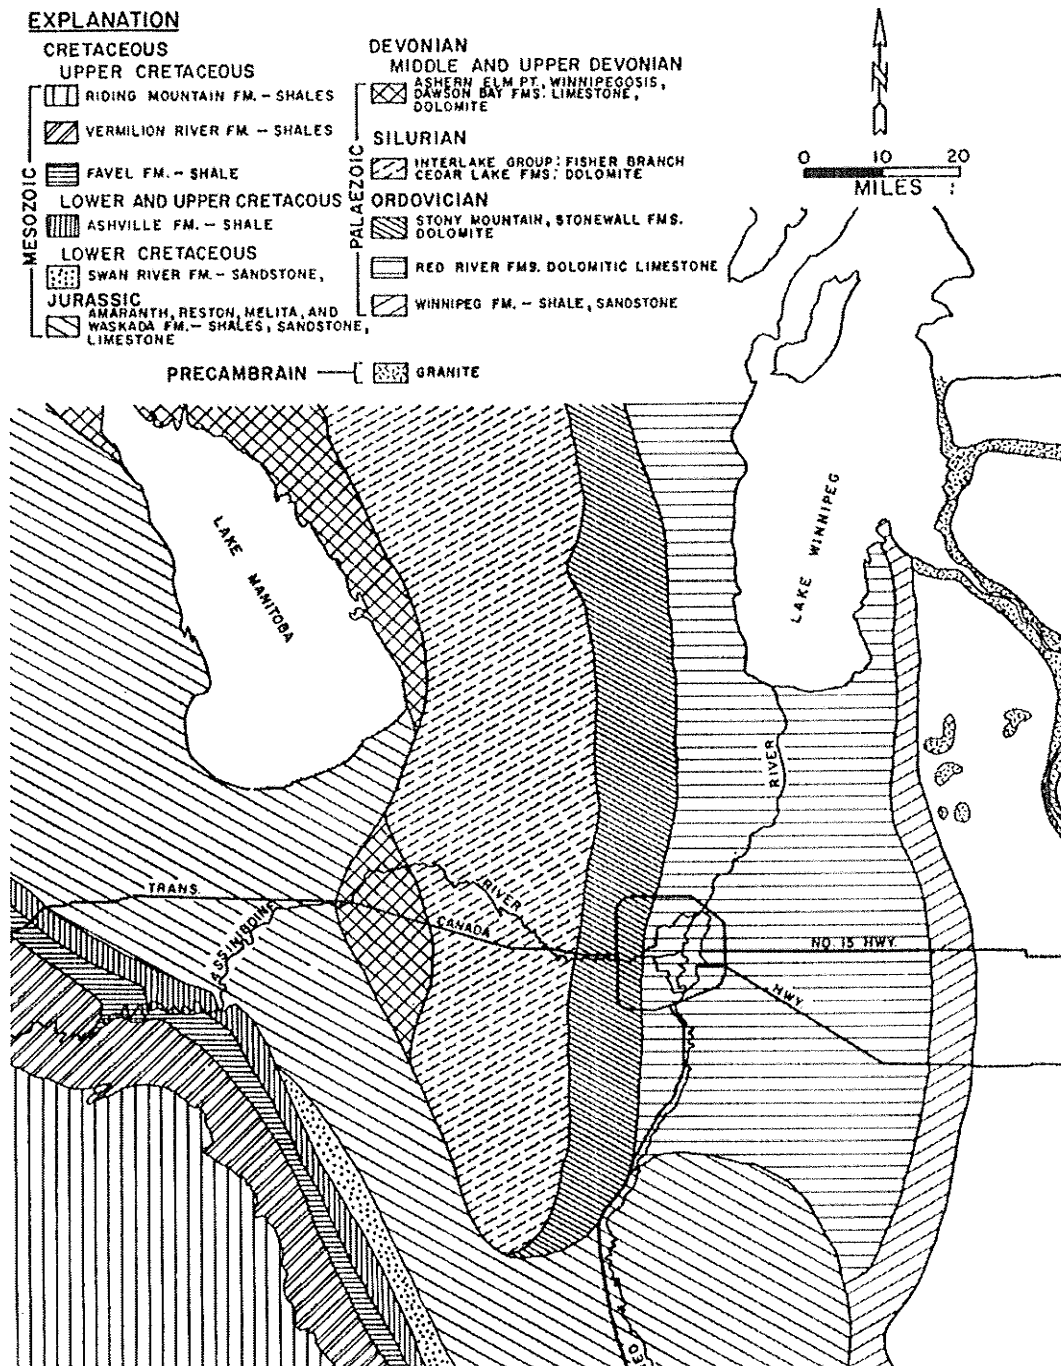 EXPLANATION
CRETACEOUS
UPPER CRETACEOUS
RIDING MOUNTAIN FM. – SHALES
VERMILION RIVER FM. – SHALES
FAVEL FM. – SHALE
LOWER AND UPPER CRETACOUS
ASHVILLE FM. – SHALE
LOWER CRETACEOUS
SWAN RIVER FM. – SANDSTONE,
JURASSIC
AMARANTH, RESTON, MELITA, AND
WASKADA FM. – SHALES, SANDSTONE,
LIMESTONE
MESOZOIC
DEVONIAN
MIDDLE AND UPPER DEVONIAN
ASHERN ELM PT., WINNIPEGOSIS,
DAWSON BAY FMS: LIMESTONE,
DOLOMITE
SILURIAN
INTERLAKE GROUP: FISHER BRANCH
CEDAR LAKE FMS: DOLOMITE
ORDOVICIAN
STONY MOUNTAIN, STONEWALL FMS.
DOLOMITE
RED RIVER FMS. DOLOMITIC LIMESTONE
WINNIPEG FM. – SHALE, SANDSTONE
PALAEZOIC
PRECAMBRAIN
GRANITE
N
0 10 20
MILES
LAKE MANITOBA
LAKE WINNIPEG
RIVER
TRANS.
ASSINIBOINE
RIVER
CANADA
NO. 15 HWY.
HWY.
RED